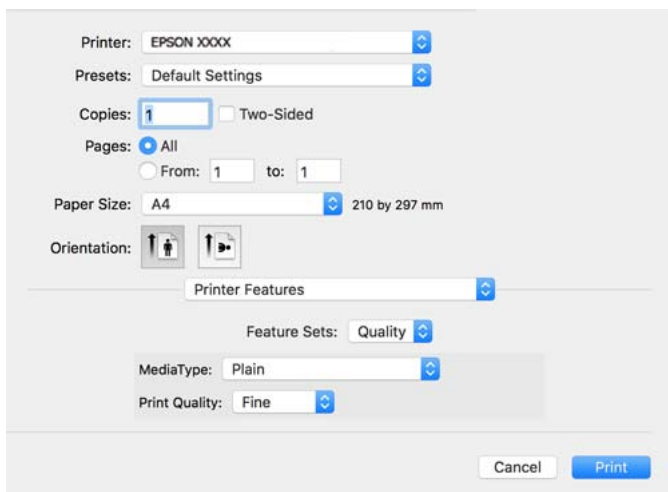 Printer: EPSON XXXX
Presets: Default Settings
Copies: 1 Two-Sided
Pages: All
From: 1 to: 1
Paper Size: A4 210 by 297 mm
Orientation:
Printer Features
Feature Sets: Quality
MediaType: Plain
Print Quality: Fine
Cancel Print